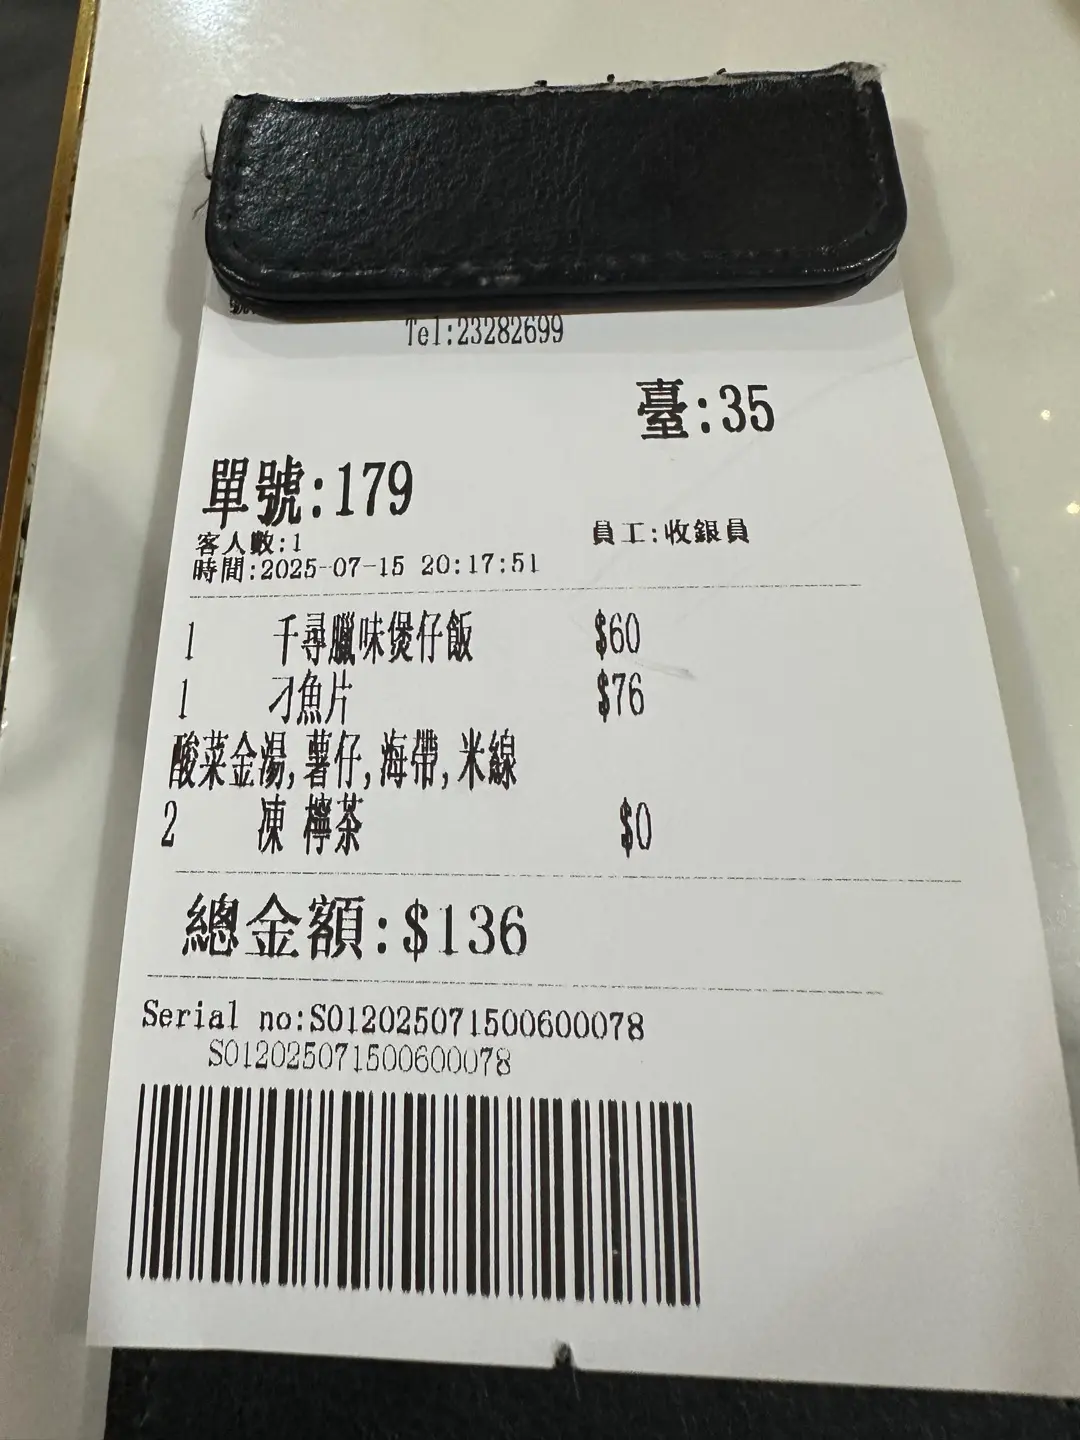 Tel:23282699
臺:35
單號:179
客人數:1
員工:收銀員
時間:2025-07-15 20:17:51
1 千尋臘味煲仔飯 $60
1 刁魚片 $76
酸菜金湯,薯仔,海帶,米線
2 凍 檸茶 $0
總金額:$136
Serial no:S012025071500600078
S012025071500600078